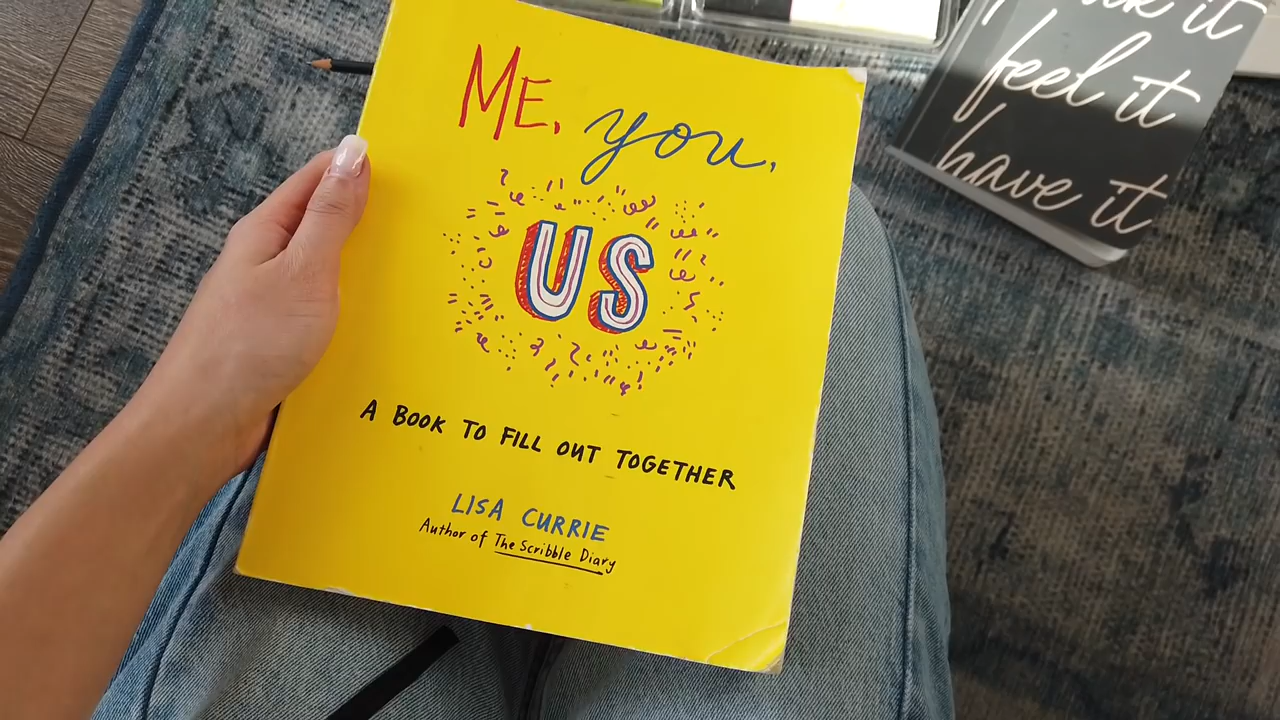 ME, you,
US
A BOOK TO FILL OUT TOGETHER
LISA CURRIE
Author of The Scribble Diary
it
feel it
have it